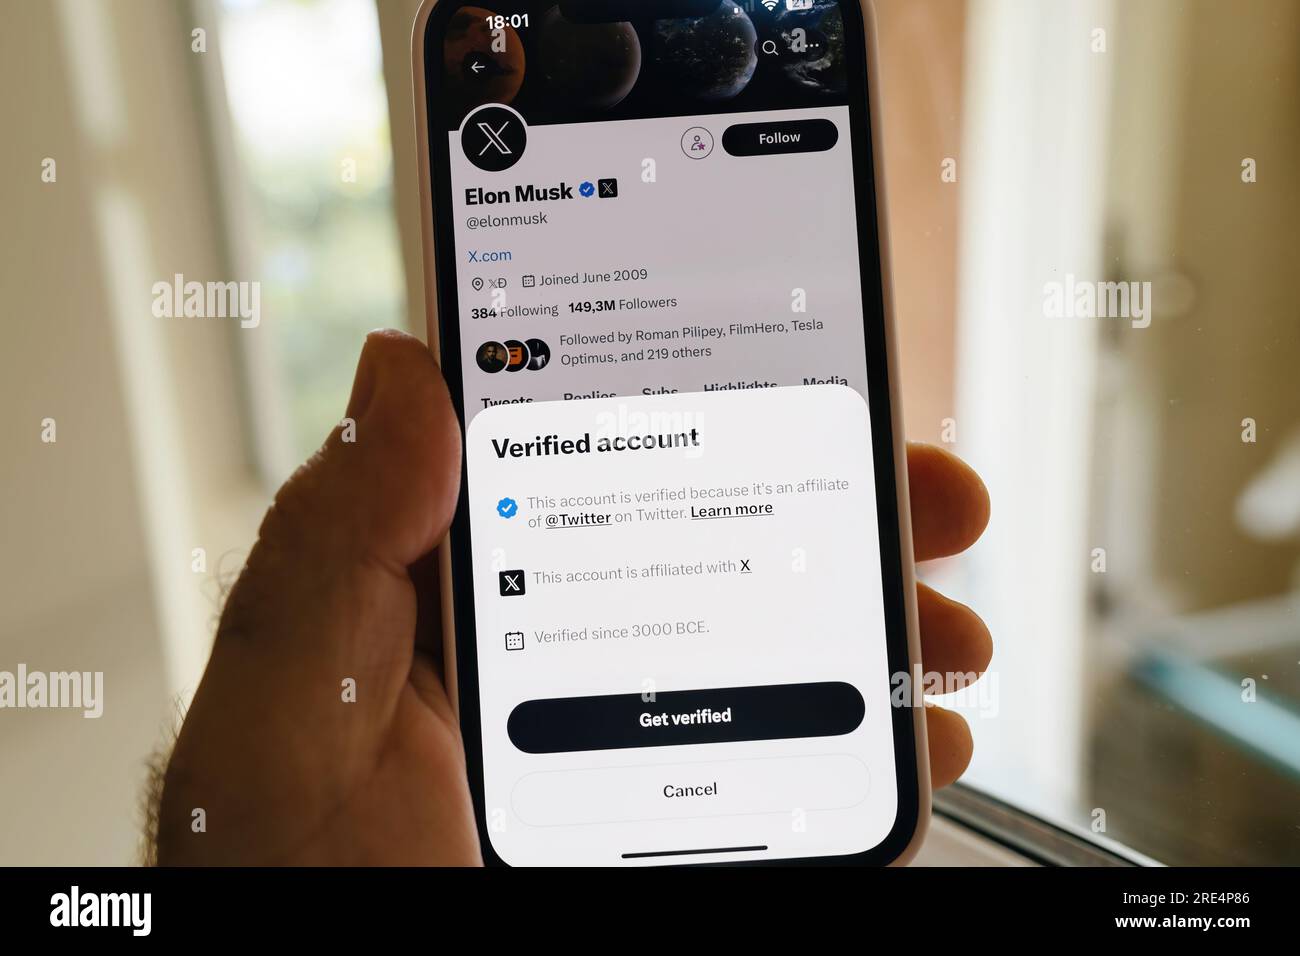 18:01
21
Follow
Elon Musk
@elonmusk
X.com
Joined June 2009
384 Following 149,3M Followers
Followed by Roman Pilipey, FilmHero, Tesla
Optimus, and 219 others
Tweets Replies Subs Highlights Media
Verified account
This account is verified because it's an affiliate
of @Twitter on Twitter. Learn more
This account is affiliated with X
Verified since 3000 BCE.
Get verified
Cancel
alamy
alamy
alamy
alamy
alamy
alamy
Image ID: 2RE4P86
www.alamy.com